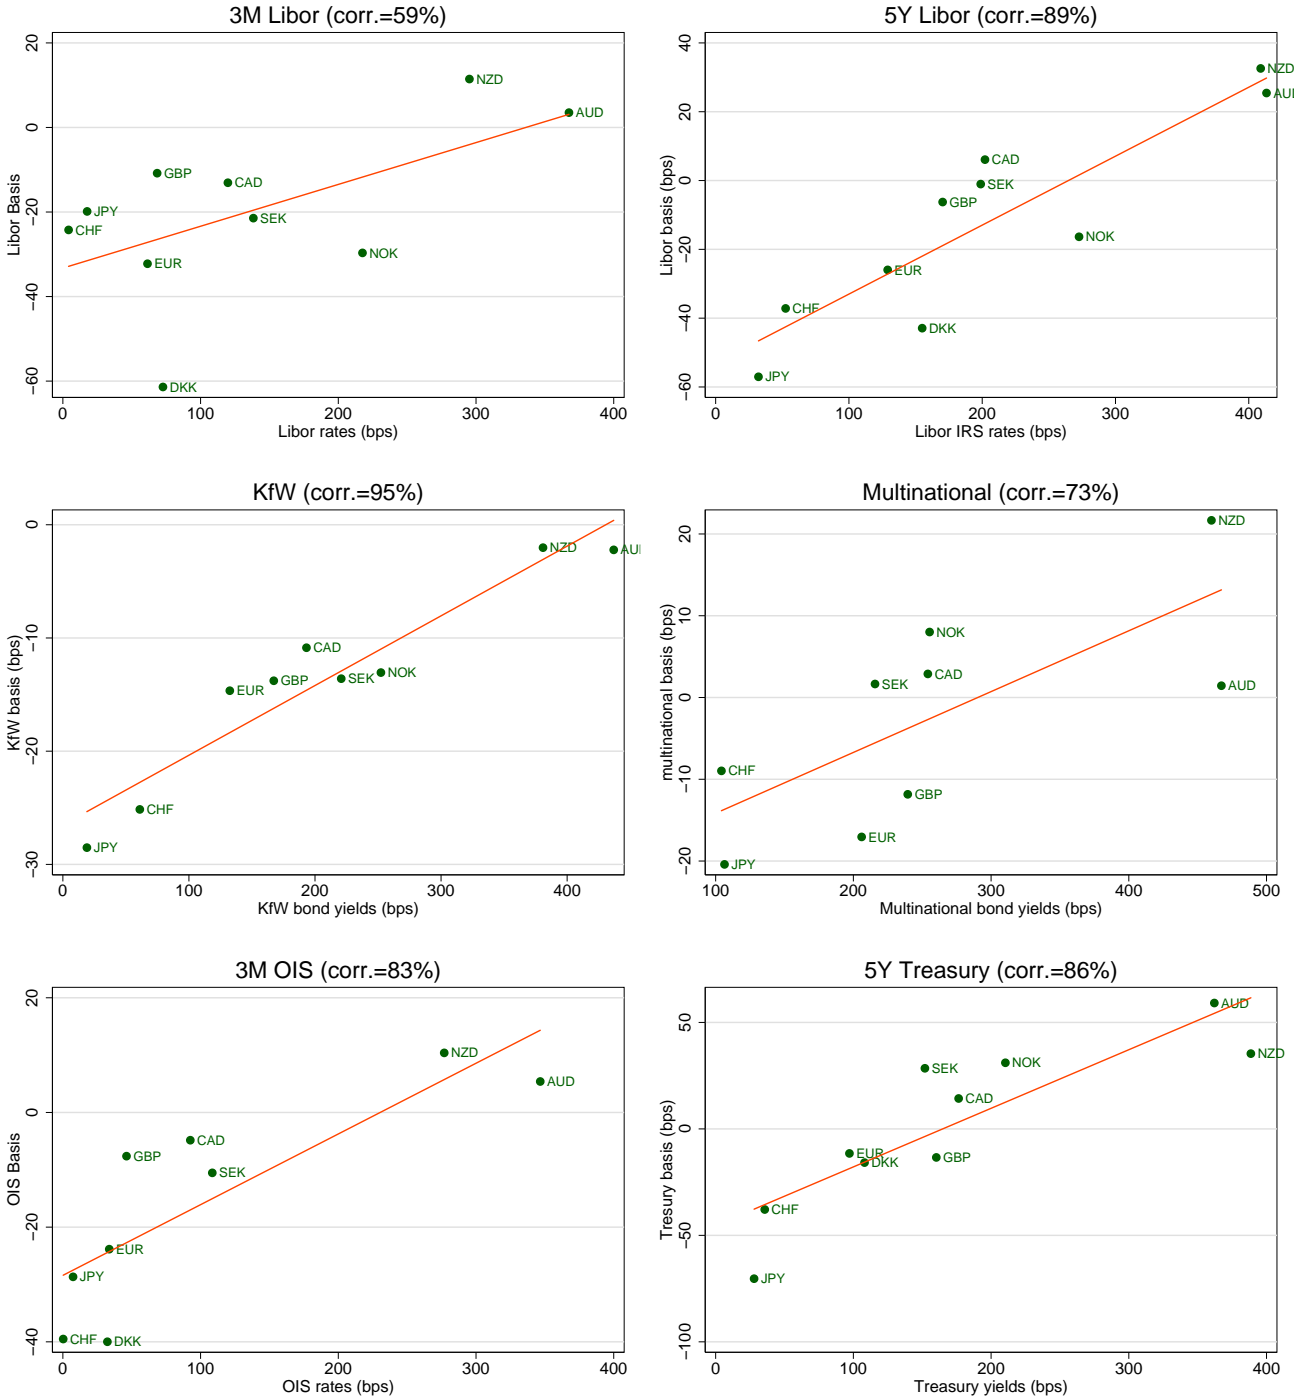 3M Libor (corr.=59%)
Libor Basis
20
0
−20
−40
−60
NZD
AUD
GBP
CAD
JPY
SEK
CHF
NOK
EUR
DKK
0 100 200 300 400
Libor rates (bps)
5Y Libor (corr.=89%)
Libor basis (bps)
40
20
0
−20
−40
−60
NZD
AU
CAD
SEK
GBP
NOK
EUR
CHF
DKK
JPY
0 100 200 300 400
Libor IRS rates (bps)
KfW (corr.=95%)
KfW basis (bps)
0
−10
−20
−30
NZD
AU
CAD
NOK
GBP
SEK
EUR
CHF
JPY
0 100 200 300 400
KfW bond yields (bps)
Multinational (corr.=73%)
multinational basis (bps)
20
10
0
−10
−20
NZD
NOK
CAD
SEK
AUD
CHF
GBP
EUR
JPY
100 200 300 400 500
Multinational bond yields (bps)
3M OIS (corr.=83%)
OIS Basis
20
0
−20
−40
NZD
AUD
CAD
GBP
SEK
EUR
JPY
CHF
DKK
0 100 200 300 400
OIS rates (bps)
5Y Treasury (corr.=86%)
Tresury basis (bps)
50
0
−50
−100
AUD
NZD
NOK
SEK
CAD
EUR
GBP
DKK
CHF
JPY
0 100 200 300 400
Treasury yields (bps)